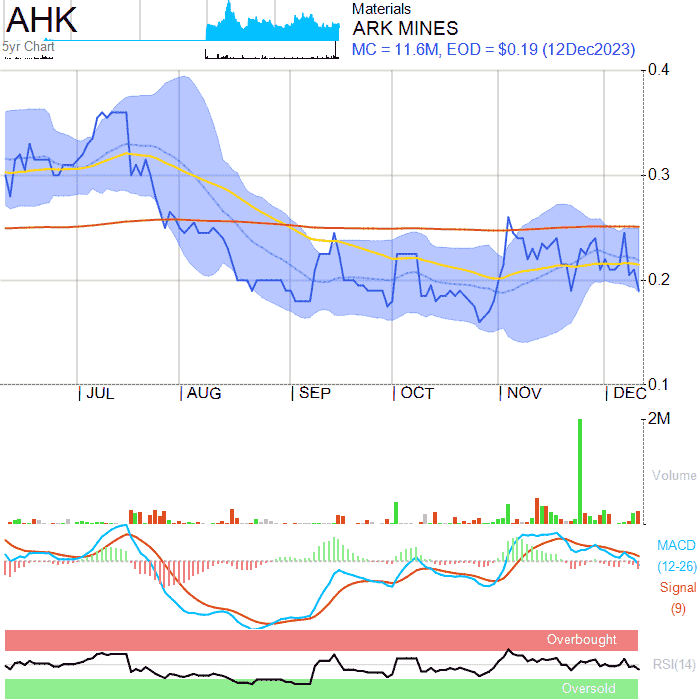 AHK
5yr Chart
Materials
ARK MINES
MC = 11.6M, EOD = $0.19 (12Dec2023)
0.4
0.3
0.2
0.1
JUL AUG SEP OCT NOV DEC
2M
Volume
MACD
(12-26)
Signal
(9)
Overbought
RSI(14)
Oversold